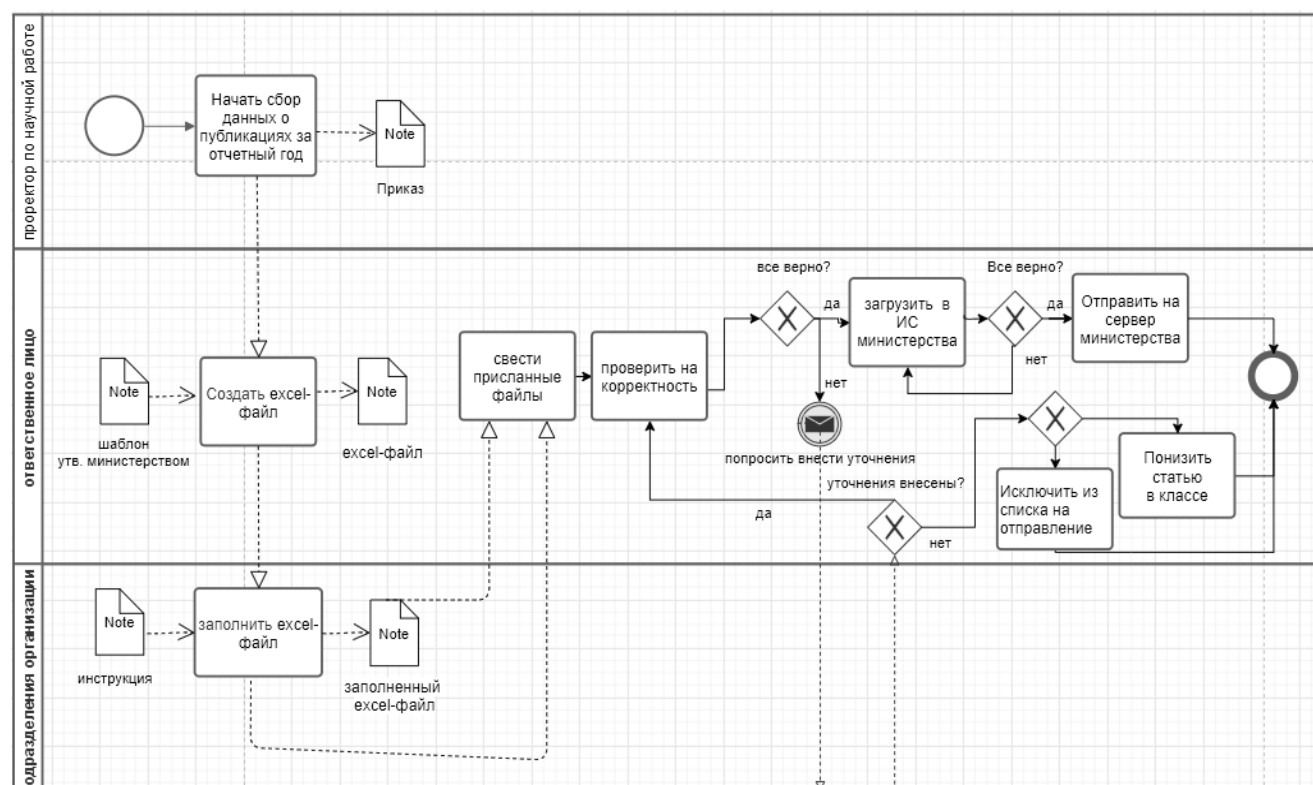 проректор по научной работе
Начать сбор
данных о
публикациях за
отчетный год
Note
Приказ
ответственное лицо
Note
шаблон
утв. министерством
Создать excel-
файл
Note
excel-файл
свести
присланные
файлы
проверить на
корректность
все верно?
да
нет
загрузить в
ИС
министерства
Все верно?
да
нет
Отправить на
сервер
министерства
попросить внести уточнения
уточнения внесены?
да
нет
Исключить из
списка на
отправление
Понизить
статью
в классе
одразделения организации
Note
инструкция
заполнить excel-
файл
Note
заполненный
excel-файл